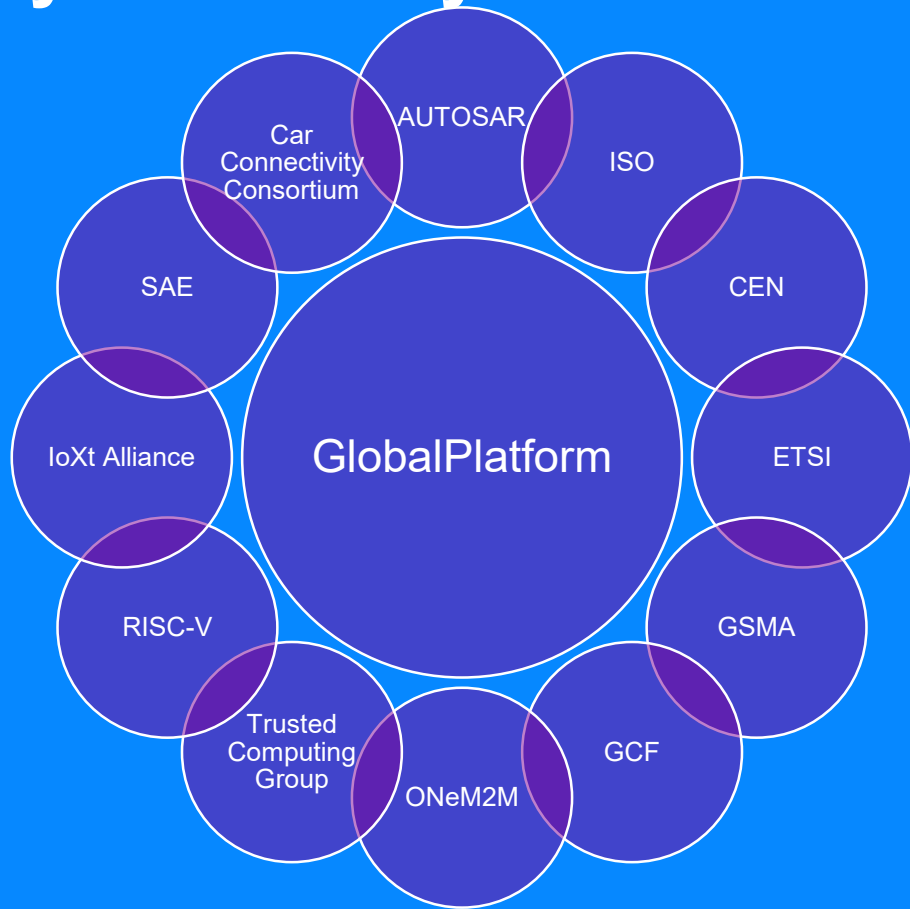 AUTOSAR
ISO
CEN
ETSI
GSMA
GCF
ONeM2M
Trusted
Computing
Group
RISC-V
IoXt Alliance
SAE
Car
Connectivity
Consortium
GlobalPlatform